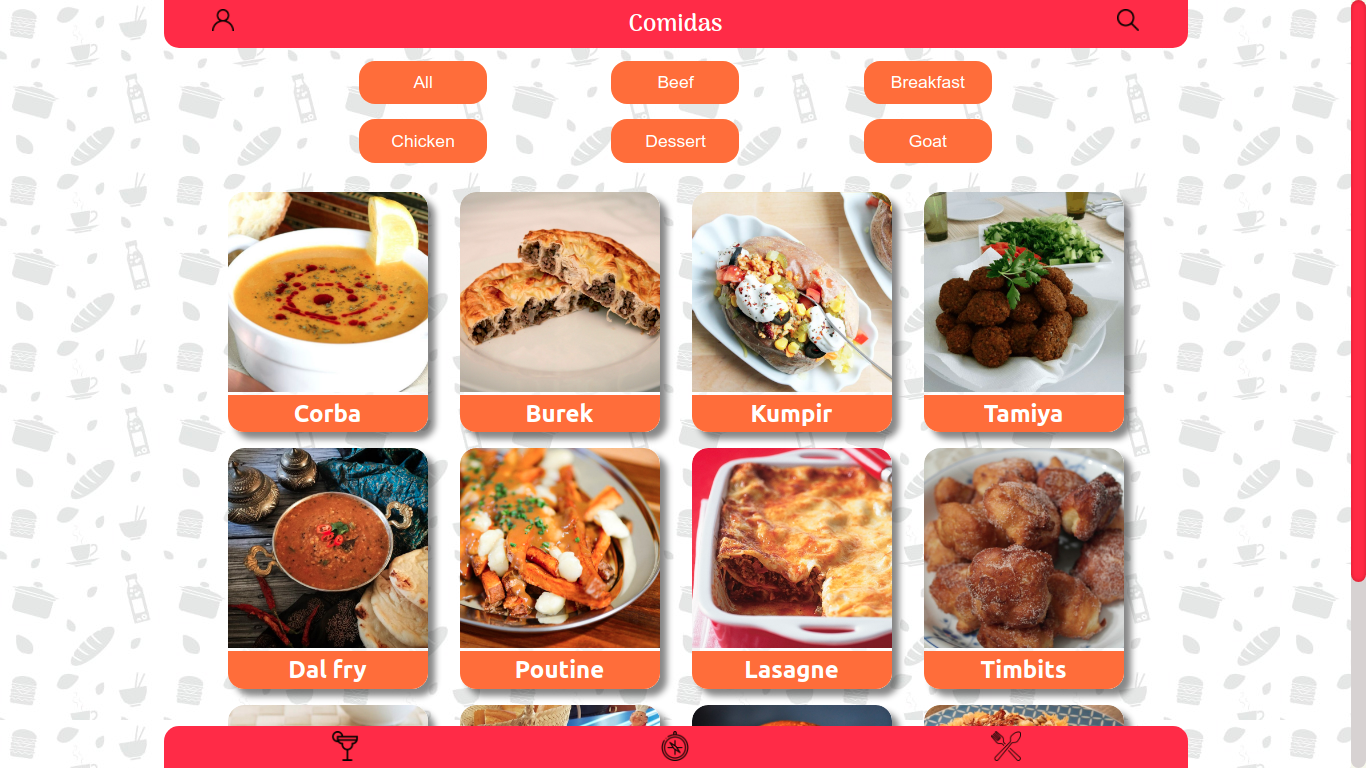 Comidas
All
Beef
Breakfast
Chicken
Dessert
Goat
Corba
Burek
Kumpir
Tamiya
Dal fry
Poutine
Lasagne
Timbits